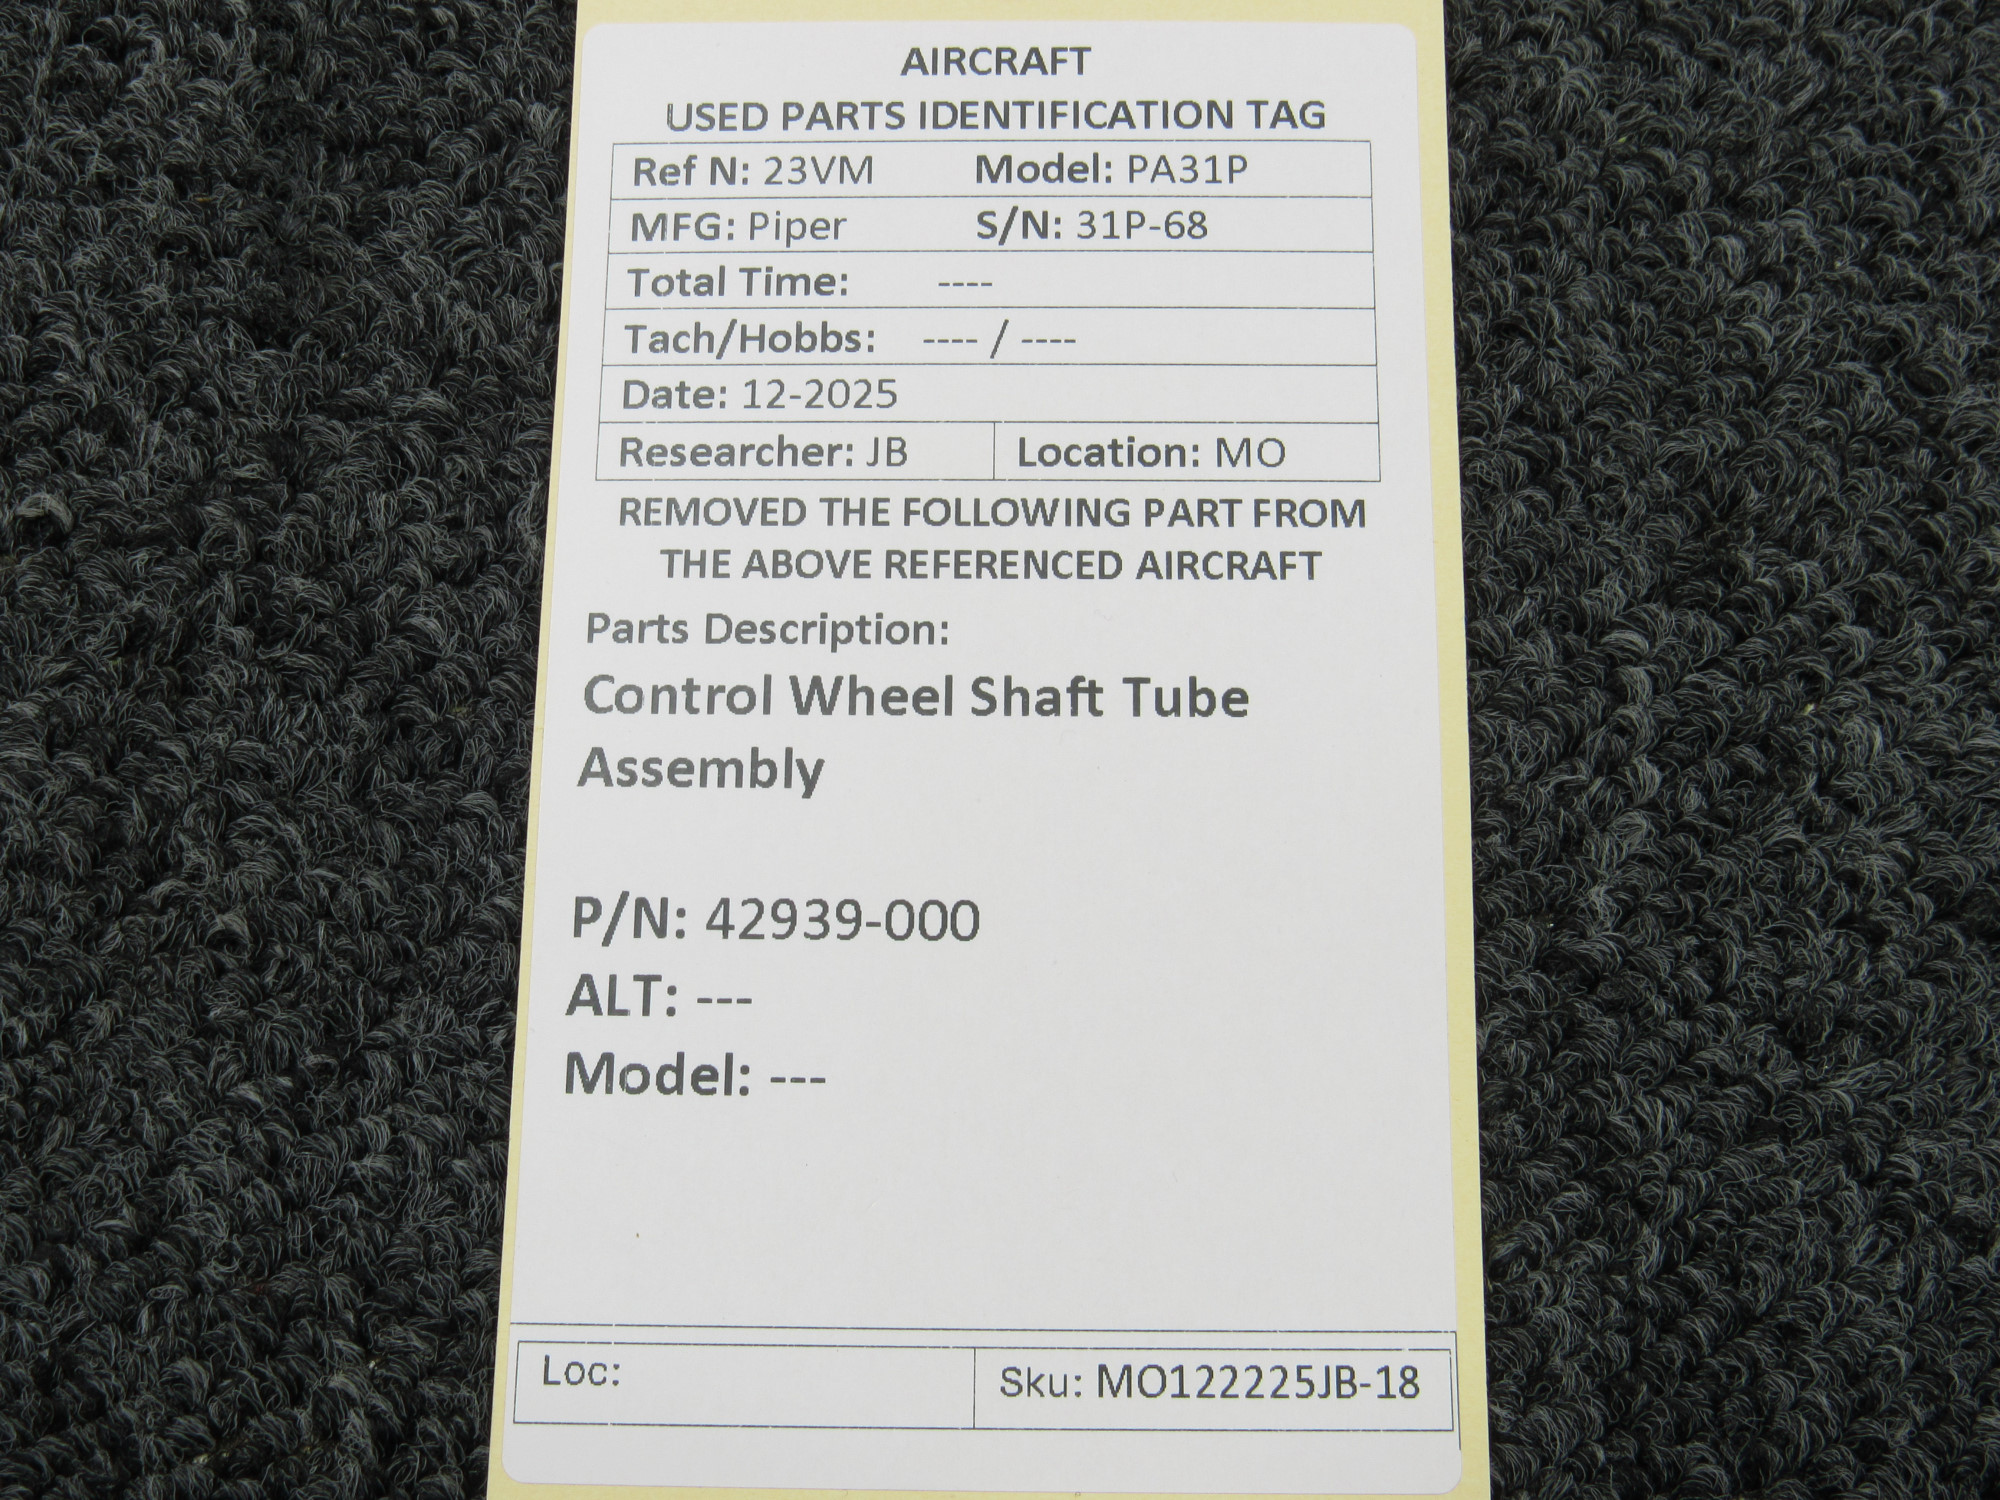 AIRCRAFT
USED PARTS IDENTIFICATION TAG
Ref N: 23VM Model: PA31P
MFG: Piper S/N: 31P-68
Total Time: ----
Tach/Hobbs: ---- / ----
Date: 12-2025
Researcher: JB Location: MO
REMOVED THE FOLLOWING PART FROM
THE ABOVE REFERENCED AIRCRAFT
Parts Description:
Control Wheel Shaft Tube
Assembly
P/N: 42939-000
ALT: ---
Model: ---
Loc: Sku: MO122225JB-18